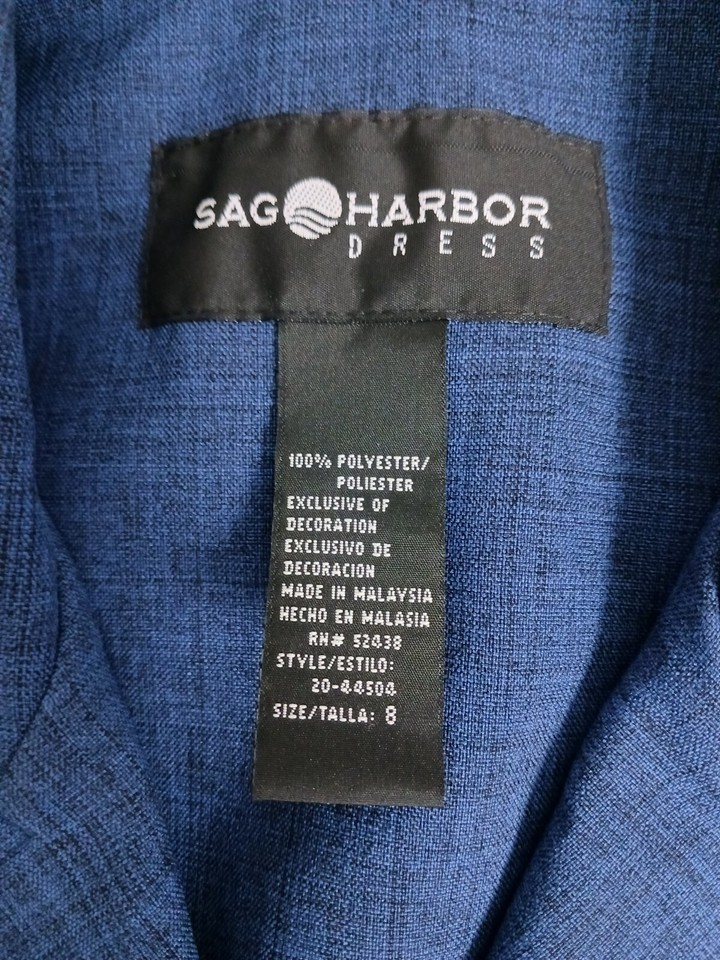 SAG HARBOR
DRESS
100% POLYESTER/
POLIESTER
EXCLUSIVE OF
DECORATION
EXCLUSIVO DE
DECORACION
MADE IN MALAYSIA
HECHO EN MALASIA
RN# 52438
STYLE/ESTILO:
20-44504
SIZE/TALLA: 8